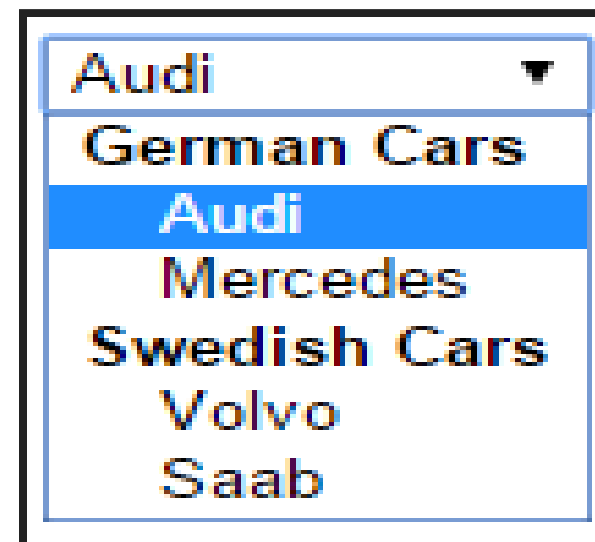 Audi
German Cars
Audi
Mercedes
Swedish Cars
Volvo
Saab